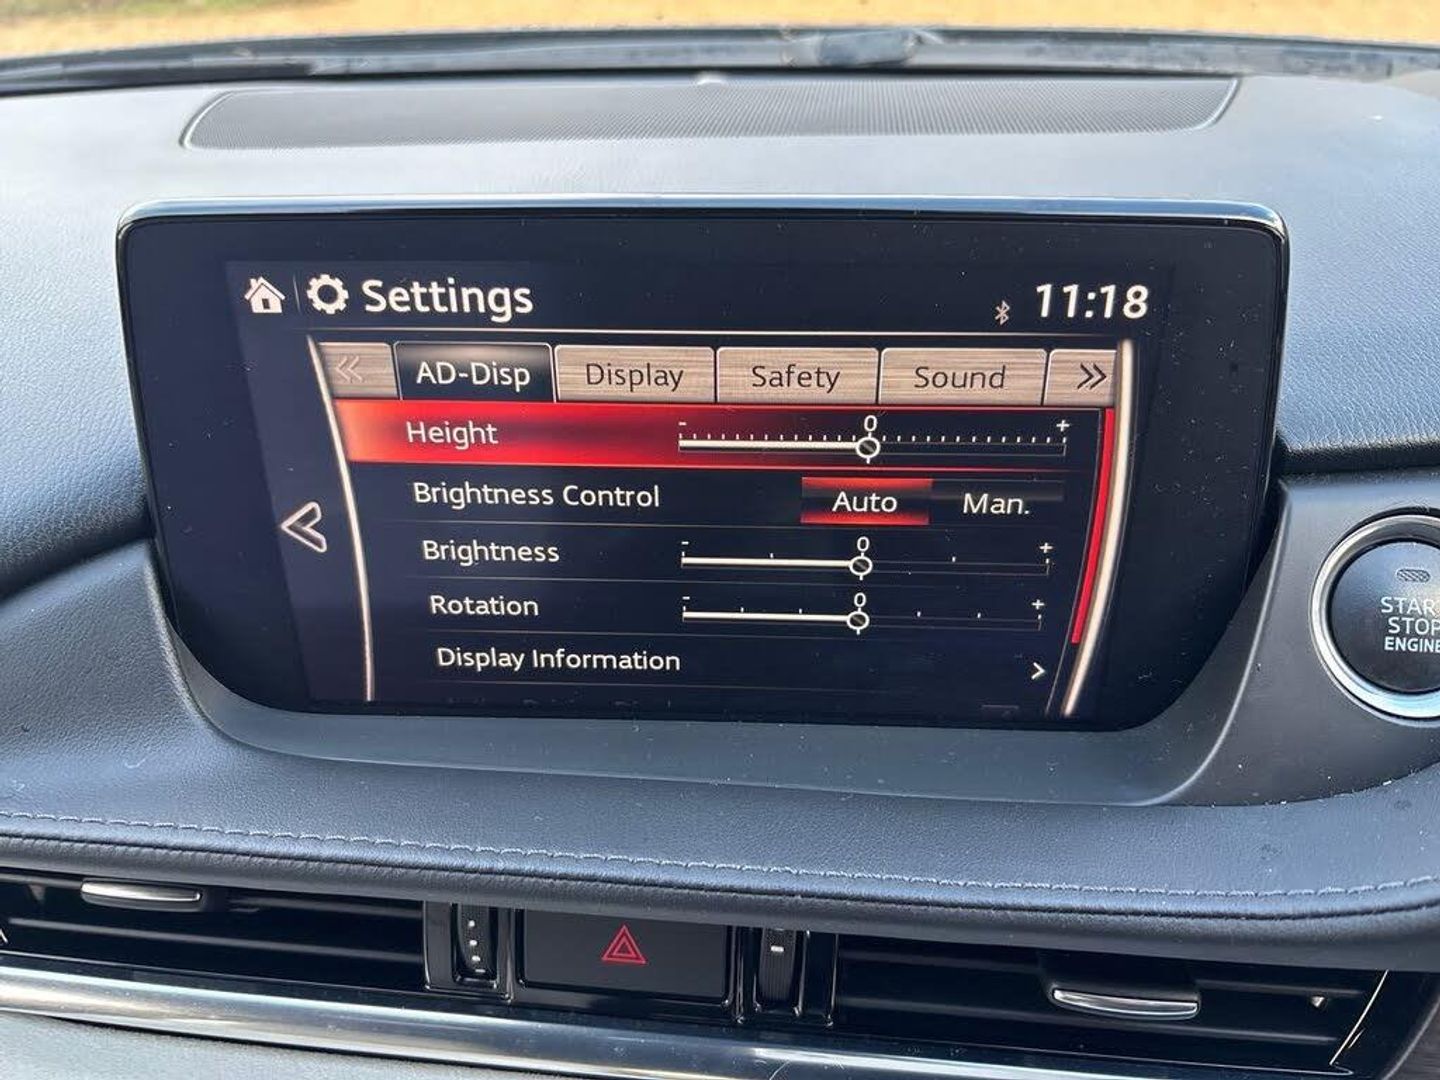 Settings 11:18
« AD-Disp Display Safety Sound »
Height - 0 +
Brightness Control Auto Man.
Brightness - 0 +
Rotation - 0 +
Display Information >
START
STOP
ENGINE